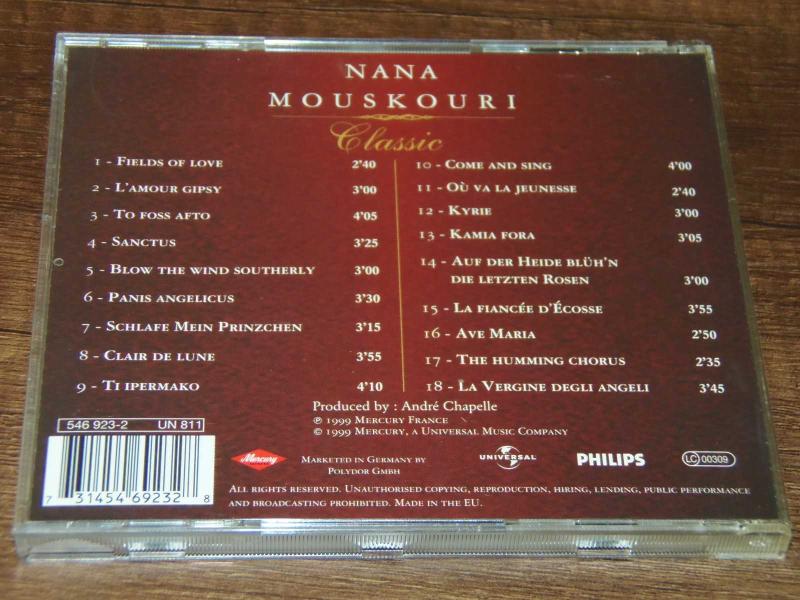 NANA
MOUSKOURI
Classic
1 - FIELDS OF LOVE 2'40
2 - L'AMOUR GIPSY 3'00
3 - TO FOSS AFTO 4'05
4 - SANCTUS 3'25
5 - BLOW THE WIND SOUTHERLY 3'00
6 - PANIS ANGELICUS 3'30
7 - SCHLAFE MEIN PRINZCHEN 3'15
8 - CLAIR DE LUNE 3'55
9 - TI IPERMAKO 4'10
10 - COME AND SING 4'00
11 - OÙ VA LA JEUNESSE 2'40
12 - KYRIE 3'00
13 - KAMIA FORA 3'05
14 - AUF DER HEIDE BLÜH'N
DIE LETZTEN ROSEN 3'00
15 - LA FIANCÉE D'ÉCOSSE 3'55
16 - AVE MARIA 2'50
17 - THE HUMMING CHORUS 2'35
18 - LA VERGINE DEGLI ANGELI 3'45
Produced by : André Chapelle
℗ 1999 MERCURY FRANCE
© 1999 MERCURY, A UNIVERSAL MUSIC COMPANY
546 923-2 UN 811
7 31454 69232 8
Mercury
MARKETED IN GERMANY BY
POLYDOR GMBH
UNIVERSAL
PHILIPS
LC 00309
ALL RIGHTS RESERVED. UNAUTHORISED COPYING, REPRODUCTION, HIRING, LENDING, PUBLIC PERFORMANCE
AND BROADCASTING PROHIBITED. MADE IN THE EU.